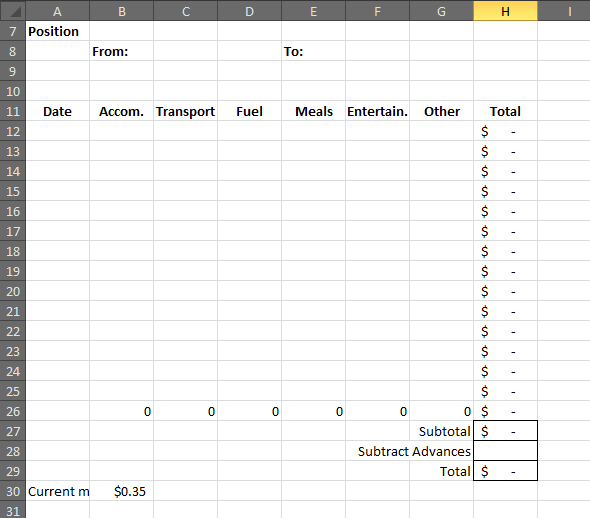 A B C D E F G H I
7 Position
8 From: To:
9
10
11 Date Accom. Transport Fuel Meals Entertain. Other Total
12 $ -
13 $ -
14 $ -
15 $ -
16 $ -
17 $ -
18 $ -
19 $ -
20 $ -
21 $ -
22 $ -
23 $ -
24 $ -
25 $ -
26 0 0 0 0 0 0 $ -
27 Subtotal $ -
28 Subtract Advances
29 Total $ -
30 Current m $0.35
31